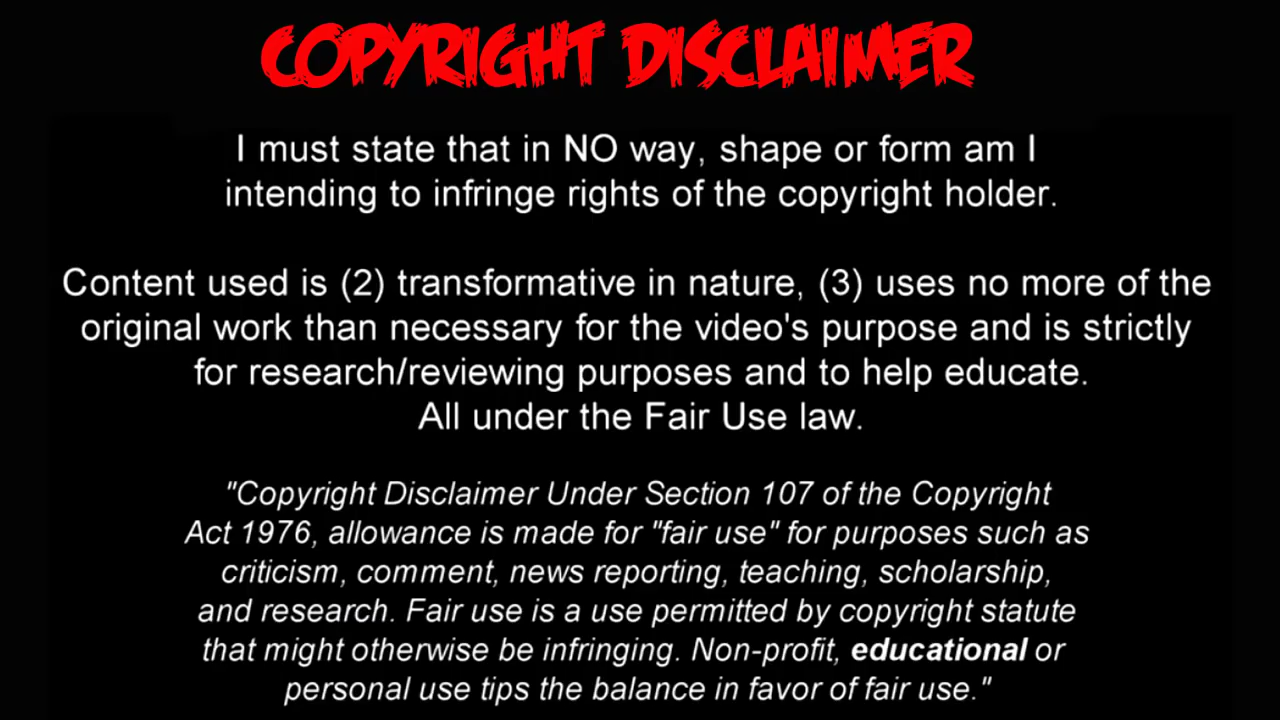 COPYRIGHT DISCLAIMER
I must state that in NO way, shape or form am I
intending to infringe rights of the copyright holder.
Content used is (2) transformative in nature, (3) uses no more of the
original work than necessary for the video's purpose and is strictly
for research/reviewing purposes and to help educate.
All under the Fair Use law.
"Copyright Disclaimer Under Section 107 of the Copyright
Act 1976, allowance is made for "fair use" for purposes such as
criticism, comment, news reporting, teaching, scholarship,
and research. Fair use is a use permitted by copyright statute
that might otherwise be infringing. Non-profit, educational or
personal use tips the balance in favor of fair use."